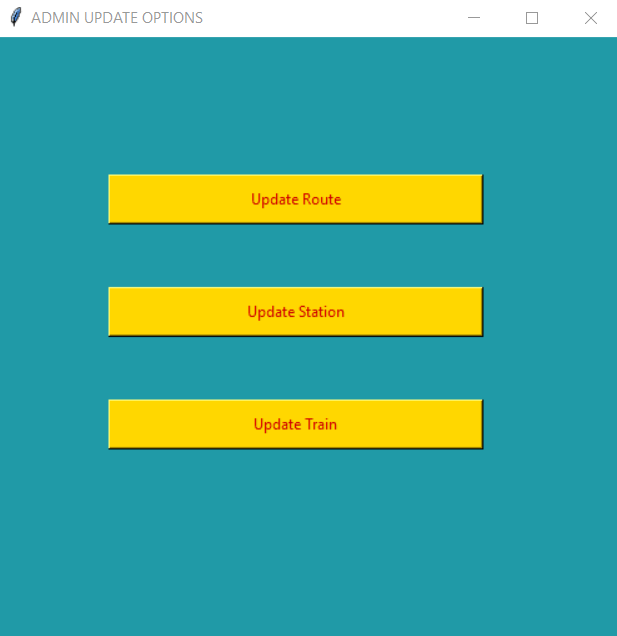 ADMIN UPDATE OPTIONS
Update Route
Update Station
Update Train